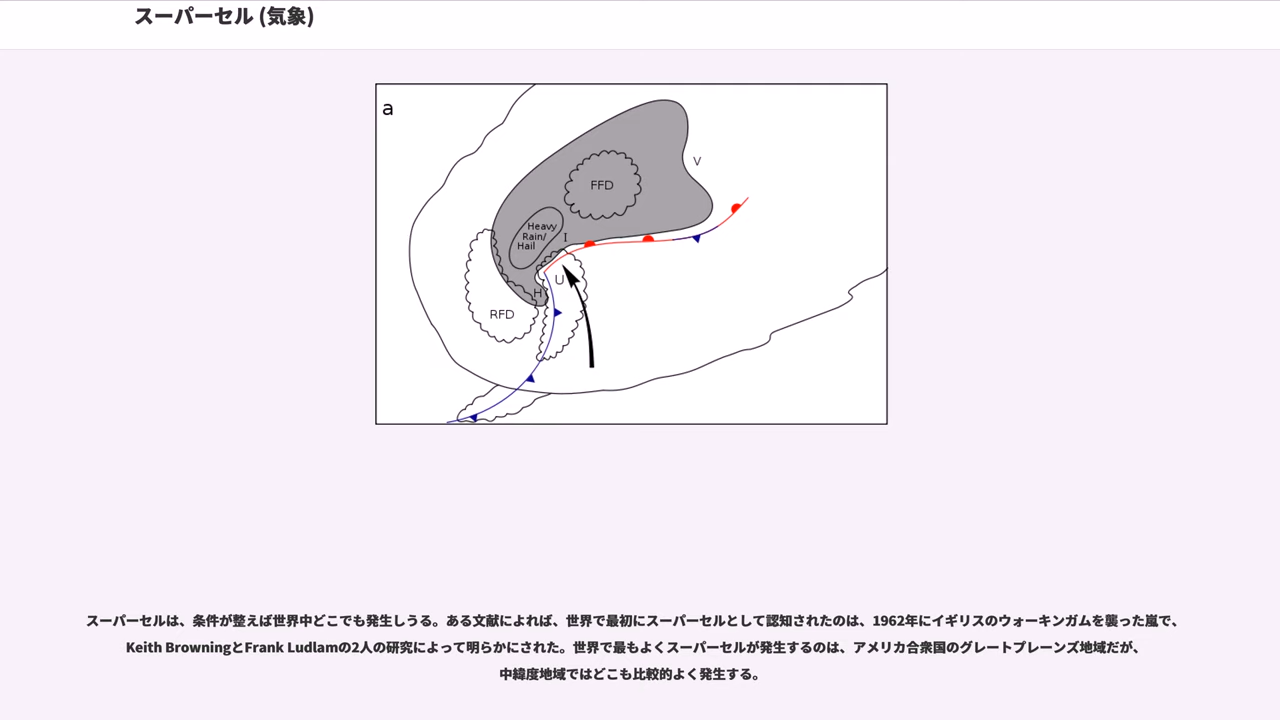 スーパーセル (気象)
a
V
FFD
Heavy
Rain/
Hail
I
U
H
RFD
スーパーセルは、条件が整えば世界中どこでも発生しうる。ある文献によれば、世界で最初にスーパーセルとして認知されたのは、1962年にイギリスのウォーキンガムを襲った嵐で、
Keith BrowningとFrank Ludlamの2人の研究によって明らかにされた。世界で最もよくスーパーセルが発生するのは、アメリカ合衆国のグレートプレーンズ地域だが、
中緯度地域ではどこも比較的よく発生する。